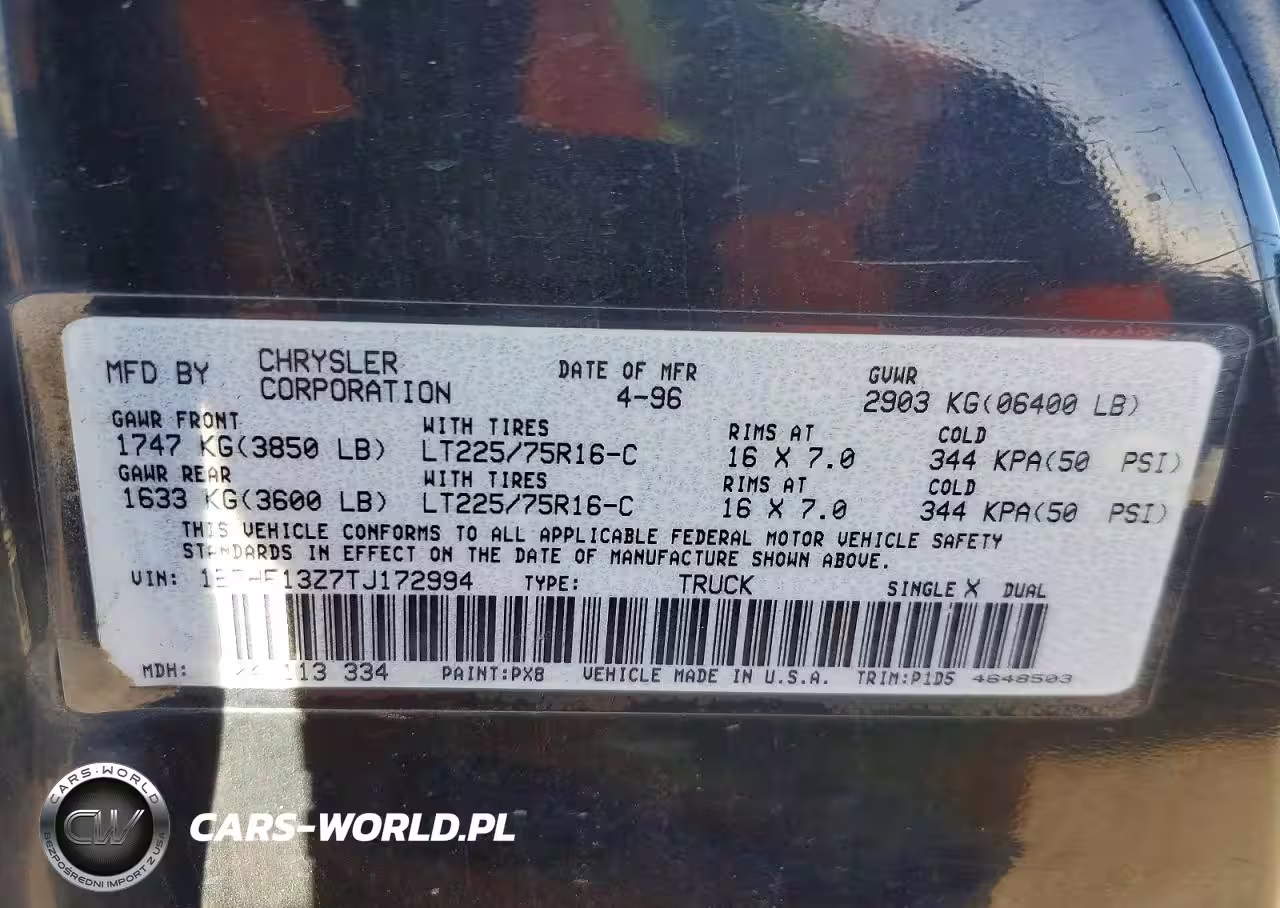 MFD BY CHRYSLER CORPORATION DATE OF MFR 4-96 GVWR 2903 KG(06400 LB)
GAWR FRONT WITH TIRES RIMS AT COLD
1747 KG(3850 LB) LT225/75R16-C 16 X 7.0 344 KPA(50 PSI)
GAWR REAR WITH TIRES RIMS AT COLD
1633 KG(3600 LB) LT225/75R16-C 16 X 7.0 344 KPA(50 PSI)
THIS VEHICLE CONFORMS TO ALL APPLICABLE FEDERAL MOTOR VEHICLE SAFETY
STANDARDS IN EFFECT ON THE DATE OF MANUFACTURE SHOWN ABOVE.
VIN: TYPE: TRUCK SINGLE X DUAL
MDH: 334 PAINT:PX8 VEHICLE MADE IN U.S.A. TRIM:P1D5 4648503
CARS-WORLD
CW
BEZPOŚREDNI IMPORT Z USA
CARS-WORLD.PL